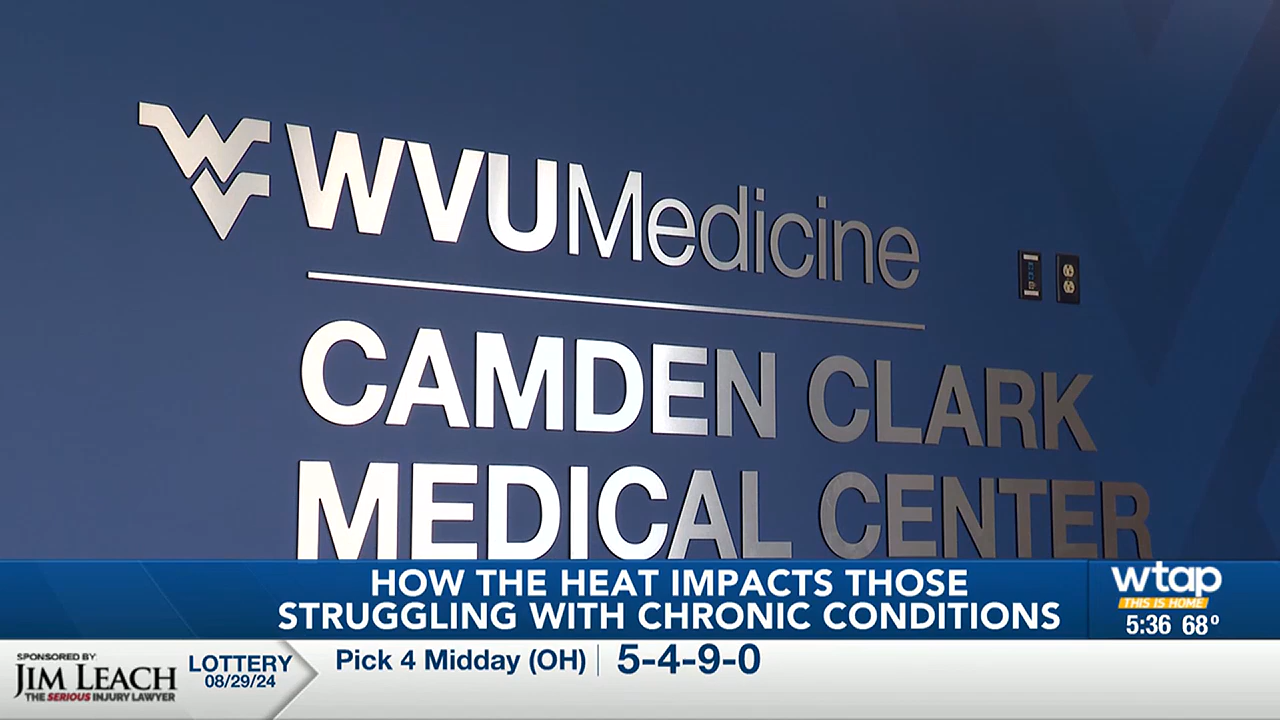 WVUMedicine
CAMDEN CLARK
MEDICAL CENTER
HOW THE HEAT IMPACTS THOSE
STRUGGLING WITH CHRONIC CONDITIONS
wtap
THIS IS HOME
5:36 68°
SPONSORED BY
JIM LEACH
THE SERIOUS INJURY LAWYER
LOTTERY
08/29/24
Pick 4 Midday (OH) 5-4-9-0